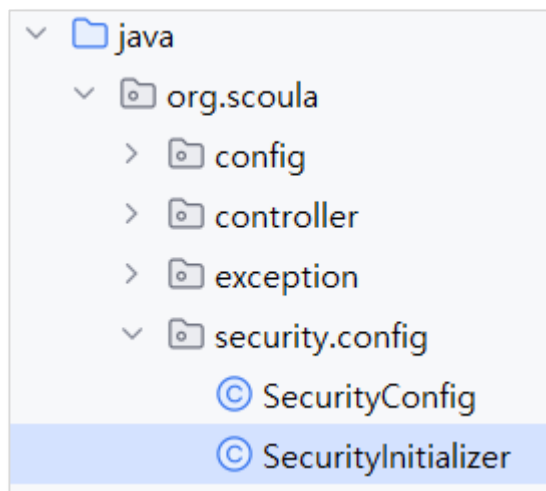 java
org.scoula
config
controller
exception
security.config
SecurityConfig
SecurityInitializer